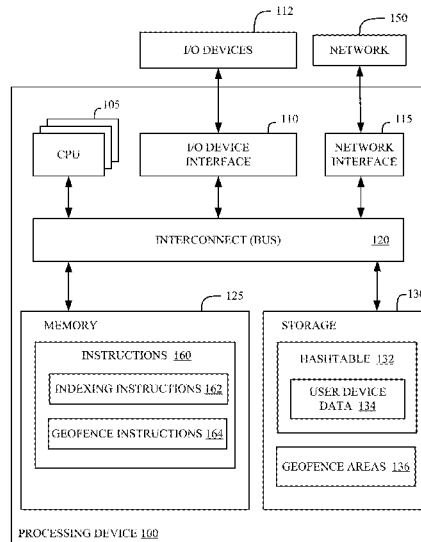 112
I/O DEVICES
150
NETWORK
105
CPU
110
I/O DEVICE
INTERFACE
115
NETWORK
INTERFACE
INTERCONNECT (BUS) 120
125
MEMORY
INSTRUCTIONS 160
INDEXING INSTRUCTIONS 162
GEOFENCE INSTRUCTIONS 164
130
STORAGE
HASHTABLE 132
USER DEVICE
DATA 134
GEOFENCE AREAS 136
PROCESSING DEVICE 100